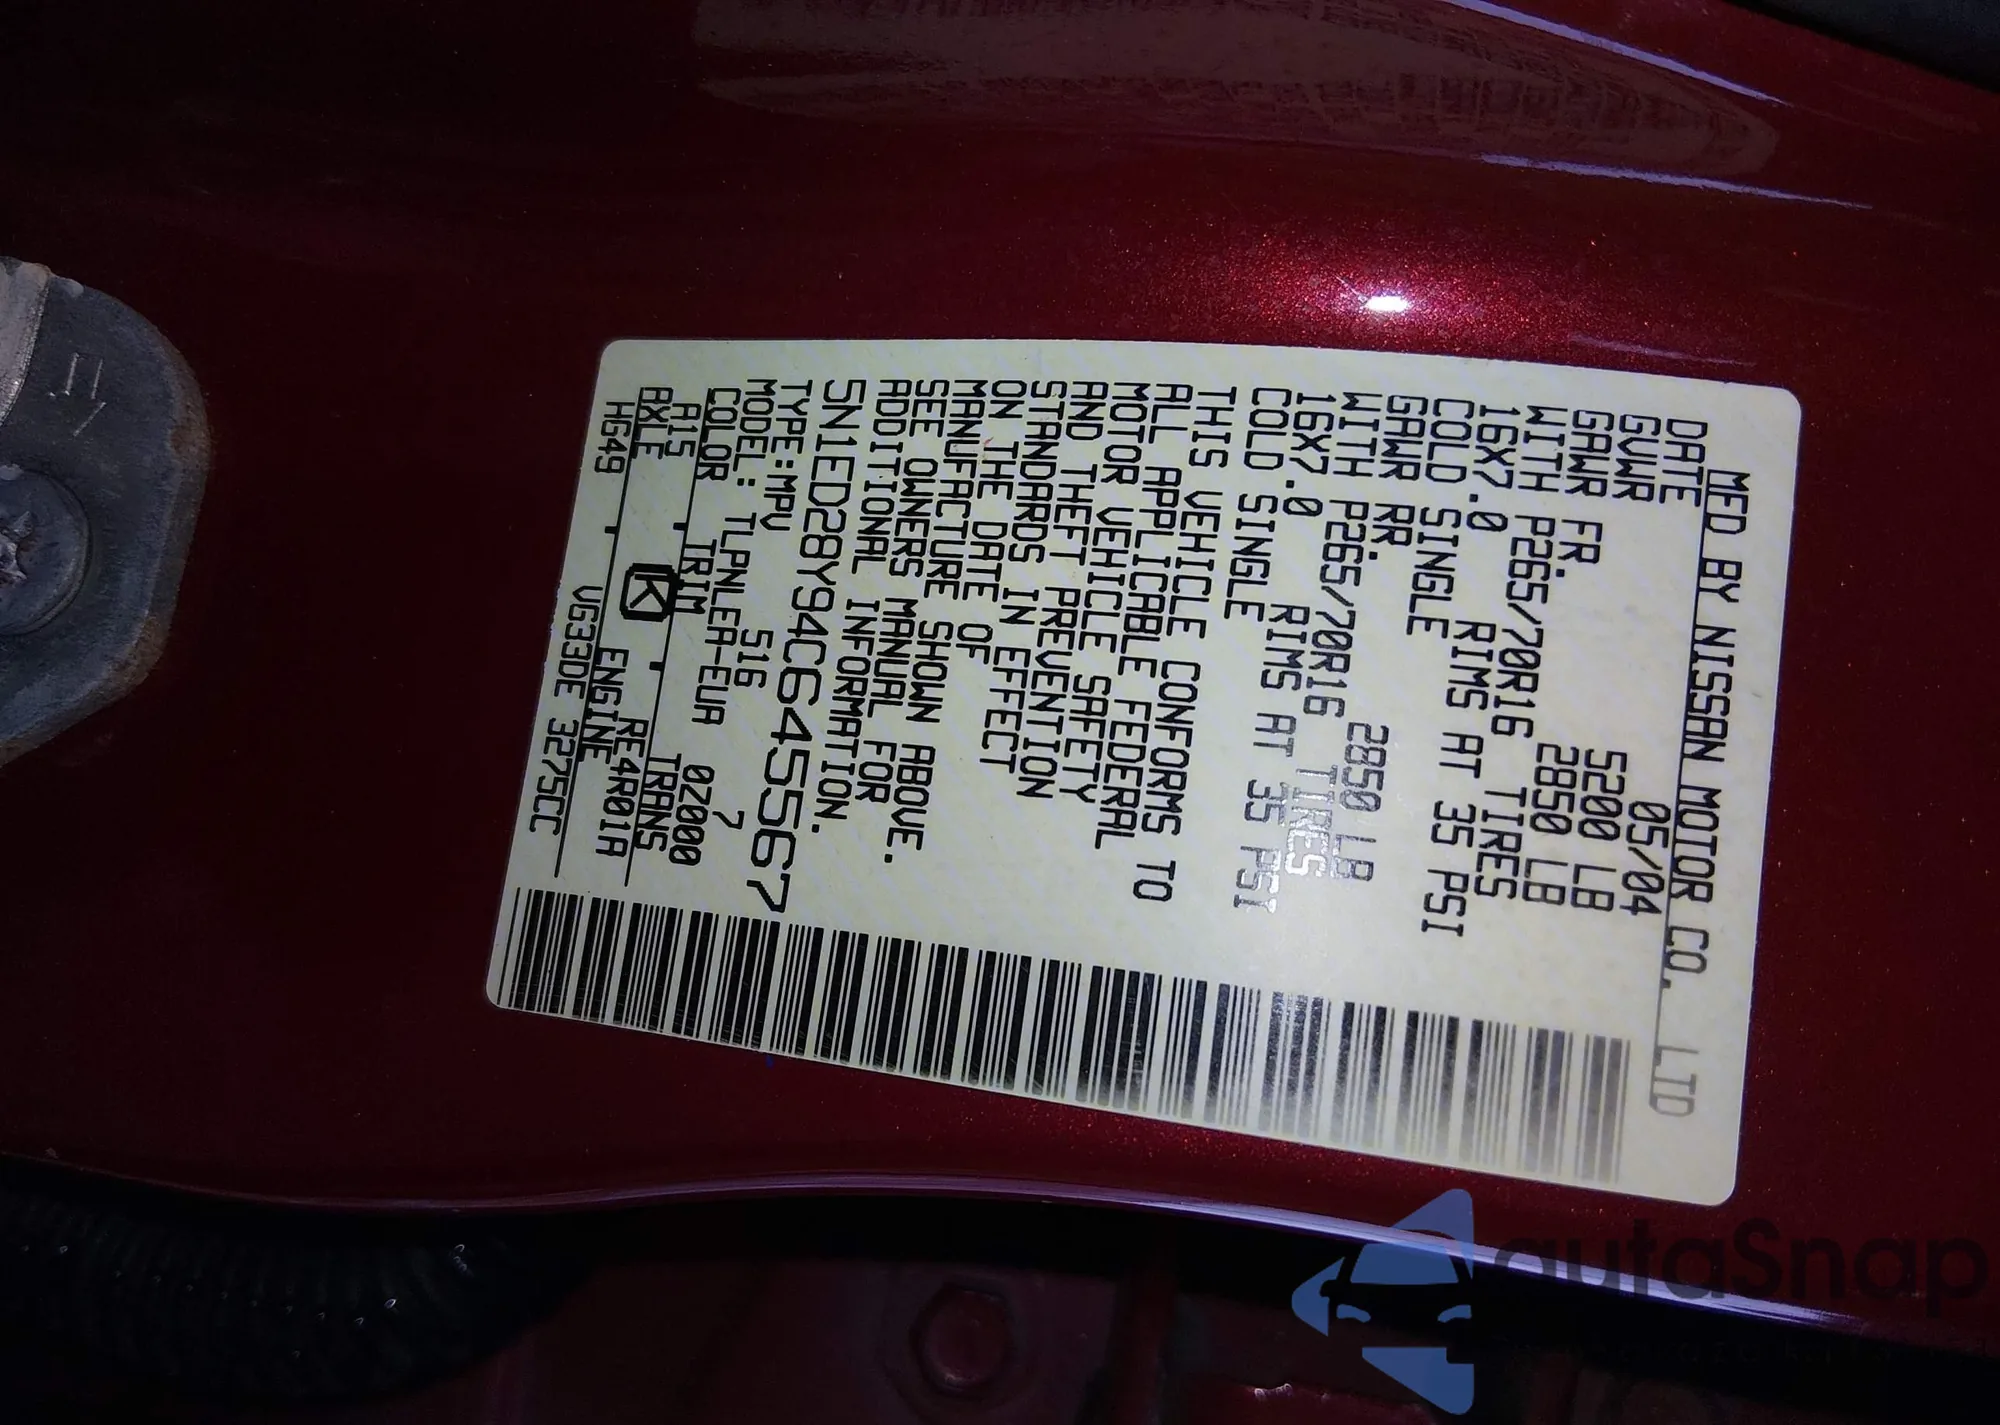 MFD BY NISSAN MOTOR CO., LTD
DATE 05/04
GVWR 5200 LB
GAWR FR. 2850 LB
WITH P265/70R16 TIRES
16X7.0 RIMS AT 35 PSI
COLD SINGLE
GAWR RR. 2850 LB
WITH P265/70R16 TIRES
16X7.0 RIMS AT 35 PSI
COLD SINGLE
THIS VEHICLE CONFORMS TO
ALL APPLICABLE FEDERAL
MOTOR VEHICLE SAFETY
AND THEFT PREVENTION
STANDARDS IN EFFECT
ON THE DATE OF
MANUFACTURE SHOWN ABOVE.
SEE OWNERS MANUAL FOR
ADDITIONAL INFORMATION.
5N1ED28Y94C645567
TYPE:MPV 516 7
MODEL: TLPNLEA-EUA 0Z000
COLOR TRIM TRANS
A15 K RE4R01A
AXLE ENGINE
HG49 VG33DE 3275CC
autoSnap